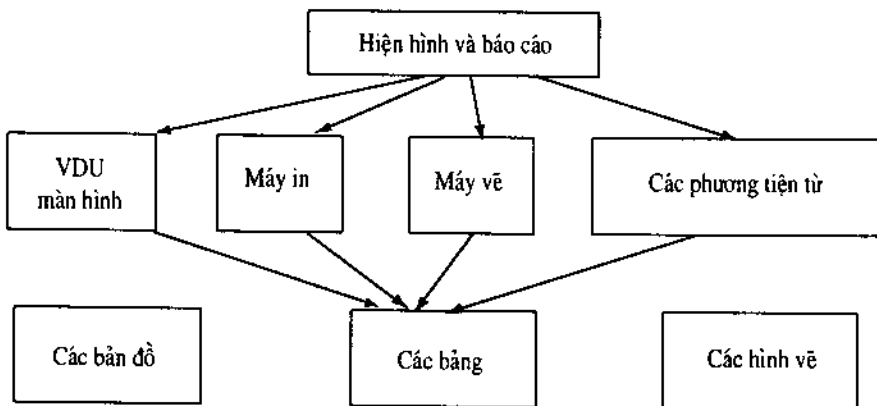 Hiện hình và báo cáo
VDU
màn hình
Máy in
Máy vẽ
Các phương tiện từ
Các bản đồ
Các bảng
Các hình vẽ